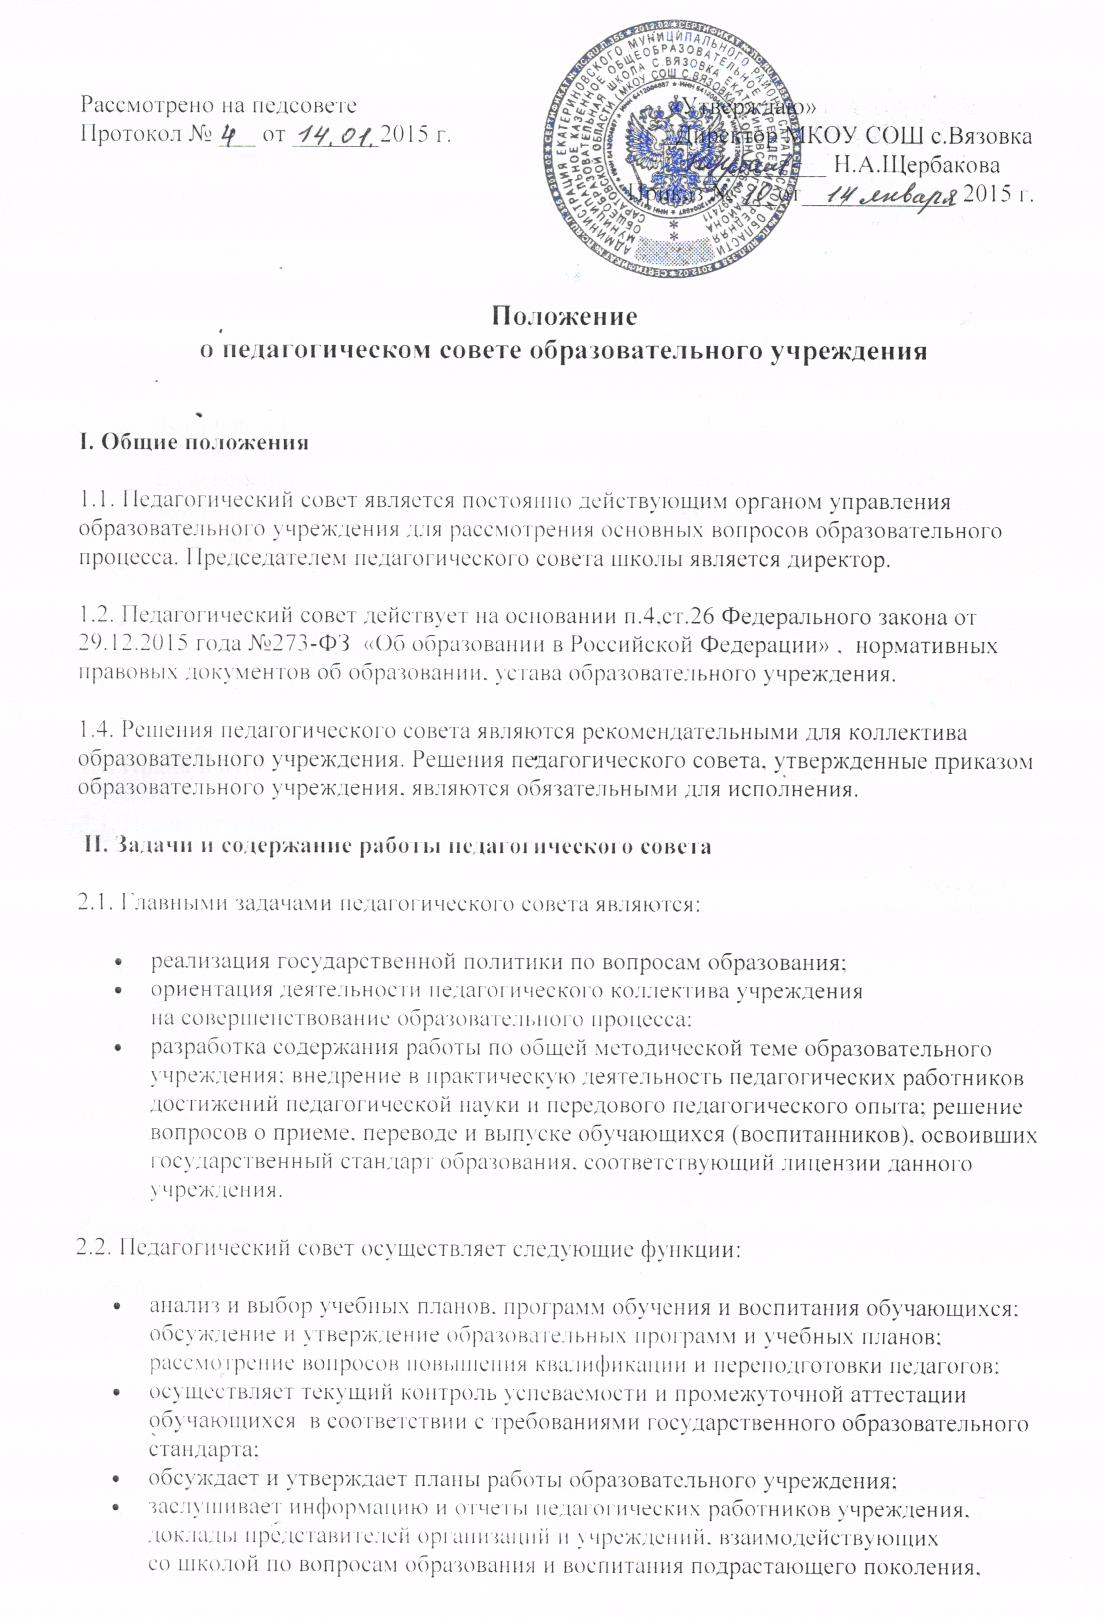 Рассмотрено на педсовете
Протокол № 4 от 14.01.2015 г.
«Утверждаю»
Директор МКОУ СОШ с.Вязовка
Н.А.Щербакова
Приказ № 10 от 14 января 2015 г.
Положение
о педагогическом совете образовательного учреждения
I. Общие положения
1.1. Педагогический совет является постоянно действующим органом управления
образовательного учреждения для рассмотрения основных вопросов образовательного
процесса. Председателем педагогического совета школы является директор.
1.2. Педагогический совет действует на основании п.4,ст.26 Федерального закона от
29.12.2015 года №273-ФЗ «Об образовании в Российской Федерации» , нормативных
правовых документов об образовании, устава образовательного учреждения.
1.4. Решения педагогического совета являются рекомендательными для коллектива
образовательного учреждения. Решения педагогического совета, утвержденные приказом
образовательного учреждения, являются обязательными для исполнения.
II. Задачи и содержание работы педагогического совета
2.1. Главными задачами педагогического совета являются:
• реализация государственной политики по вопросам образования;
• ориентация деятельности педагогического коллектива учреждения
на совершенствование образовательного процесса;
• разработка содержания работы по общей методической теме образовательного
учреждения; внедрение в практическую деятельность педагогических работников
достижений педагогической науки и передового педагогического опыта; решение
вопросов о приеме, переводе и выпуске обучающихся (воспитанников), освоивших
государственный стандарт образования, соответствующий лицензии данного
учреждения.
2.2. Педагогический совет осуществляет следующие функции:
• анализ и выбор учебных планов, программ обучения и воспитания обучающихся;
обсуждение и утверждение образовательных программ и учебных планов;
рассмотрение вопросов повышения квалификации и переподготовки педагогов;
• осуществляет текущий контроль успеваемости и промежуточной аттестации
обучающихся в соответствии с требованиями государственного образовательного
стандарта;
• обсуждает и утверждает планы работы образовательного учреждения;
• заслушивает информацию и отчеты педагогических работников учреждения,
доклады представителей организаций и учреждений, взаимодействующих
со школой по вопросам образования и воспитания подрастающего поколения,